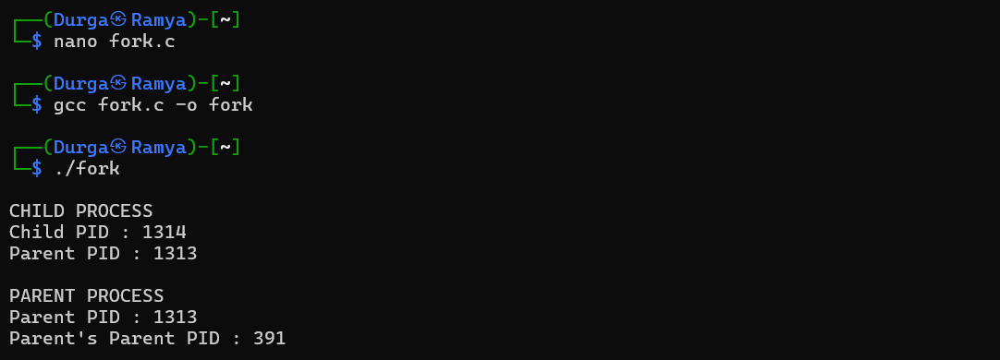 ┌──(Durga㉿Ramya)-[~]
└─$ nano fork.c
┌──(Durga㉿Ramya)-[~]
└─$ gcc fork.c -o fork
┌──(Durga㉿Ramya)-[~]
└─$ ./fork
CHILD PROCESS
Child PID : 1314
Parent PID : 1313
PARENT PROCESS
Parent PID : 1313
Parent's Parent PID : 391